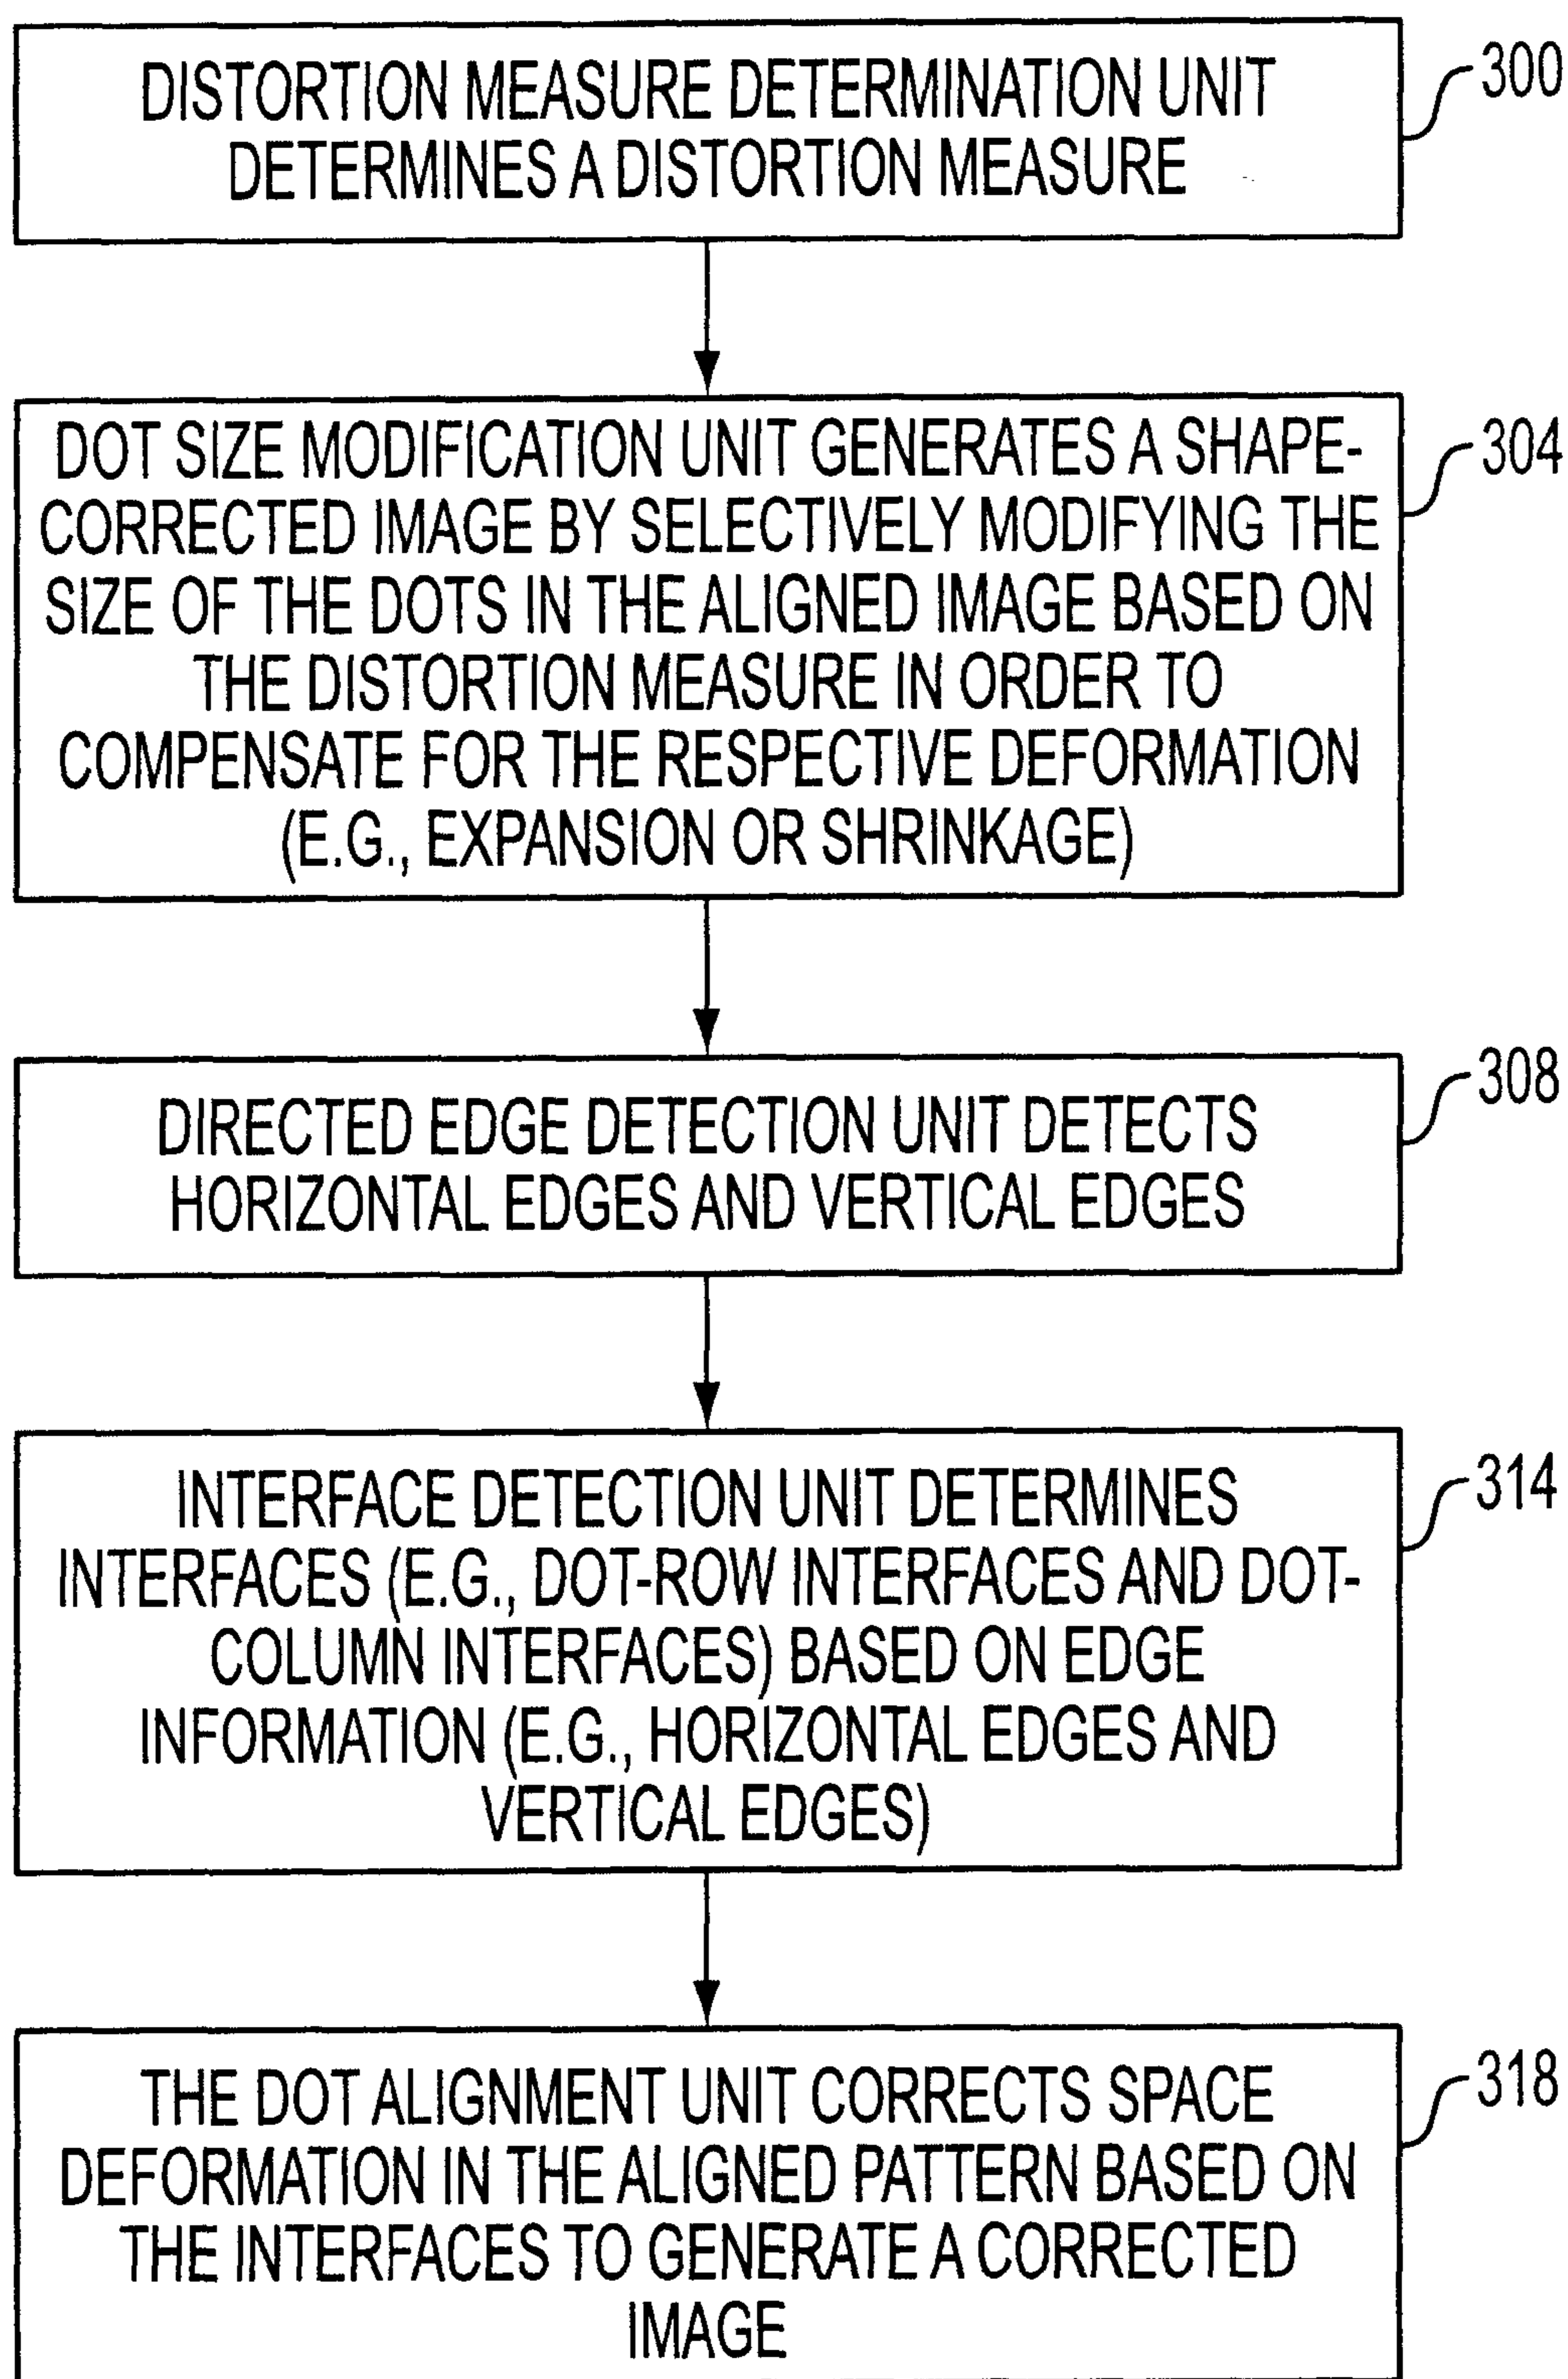 DISTORTION MEASURE DETERMINATION UNIT
DETERMINES A DISTORTION MEASURE
300
DOT SIZE MODIFICATION UNIT GENERATES A SHAPE-
CORRECTED IMAGE BY SELECTIVELY MODIFYING THE
SIZE OF THE DOTS IN THE ALIGNED IMAGE BASED ON
THE DISTORTION MEASURE IN ORDER TO
COMPENSATE FOR THE RESPECTIVE DEFORMATION
(E.G., EXPANSION OR SHRINKAGE)
304
DIRECTED EDGE DETECTION UNIT DETECTS
HORIZONTAL EDGES AND VERTICAL EDGES
308
INTERFACE DETECTION UNIT DETERMINES
INTERFACES (E.G., DOT-ROW INTERFACES AND DOT-
COLUMN INTERFACES) BASED ON EDGE
INFORMATION (E.G., HORIZONTAL EDGES AND
VERTICAL EDGES)
314
THE DOT ALIGNMENT UNIT CORRECTS SPACE
DEFORMATION IN THE ALIGNED PATTERN BASED ON
THE INTERFACES TO GENERATE A CORRECTED
IMAGE
318